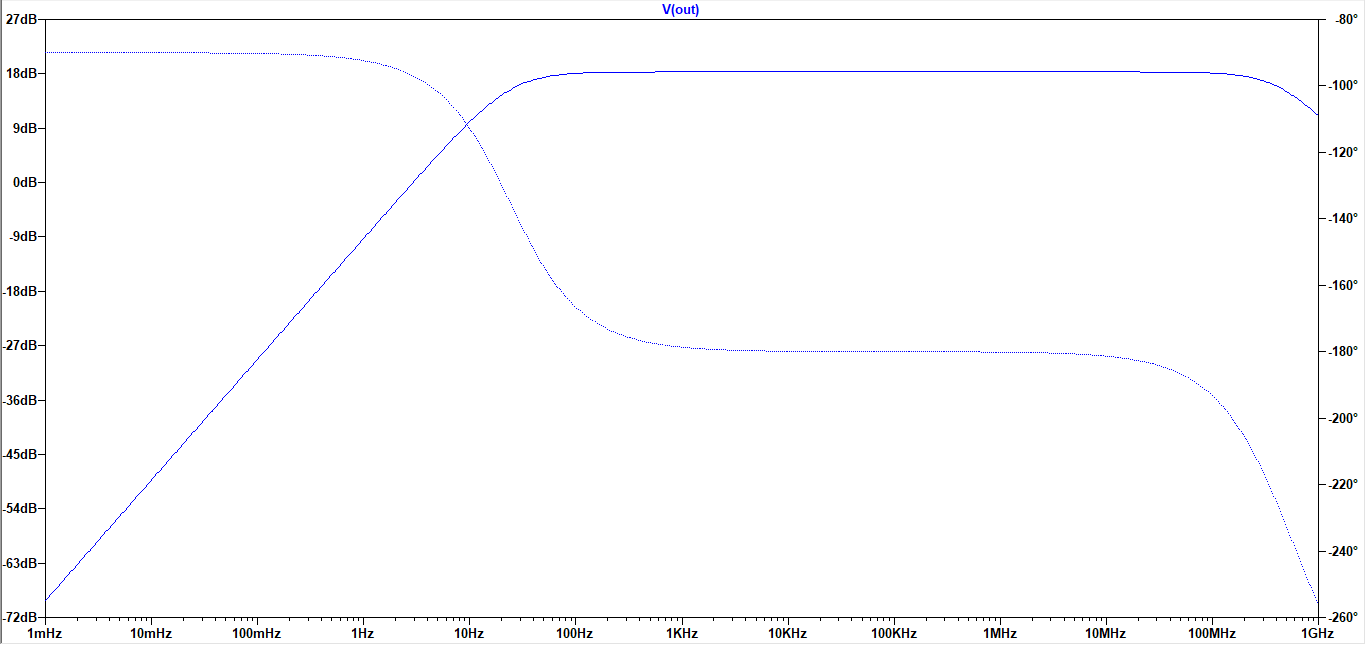 V(out)
27dB
18dB
9dB
0dB
-9dB
-18dB
-27dB
-36dB
-45dB
-54dB
-63dB
-72dB
-80°
-100°
-120°
-140°
-160°
-180°
-200°
-220°
-240°
-260°
1mHz 10mHz 100mHz 1Hz 10Hz 100Hz 1KHz 10KHz 100KHz 1MHz 10MHz 100MHz 1GHz